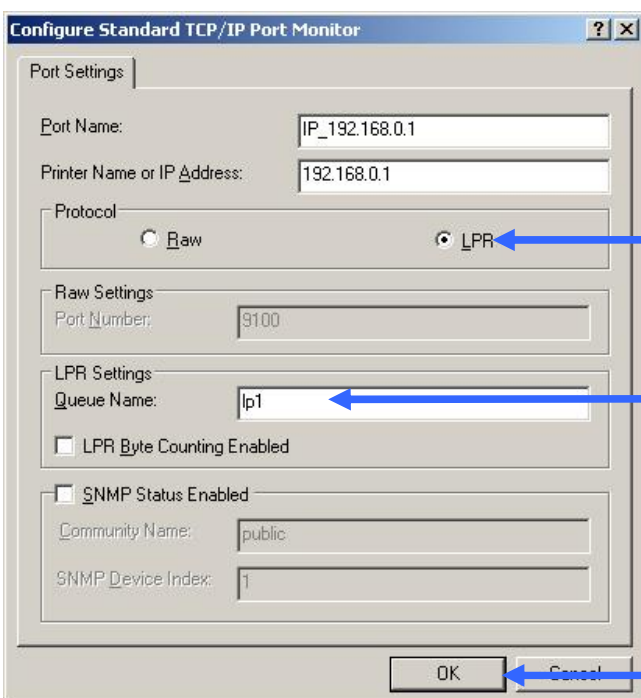 Configure Standard TCP/IP Port Monitor
Port Settings
Port Name: IP_192.168.0.1
Printer Name or IP Address: 192.168.0.1
Protocol
Raw LPR
Raw Settings
Port Number: 9100
LPR Settings
Queue Name: lp1
LPR Byte Counting Enabled
SNMP Status Enabled
Community Name: public
SNMP Device Index: 1
OK Cancel